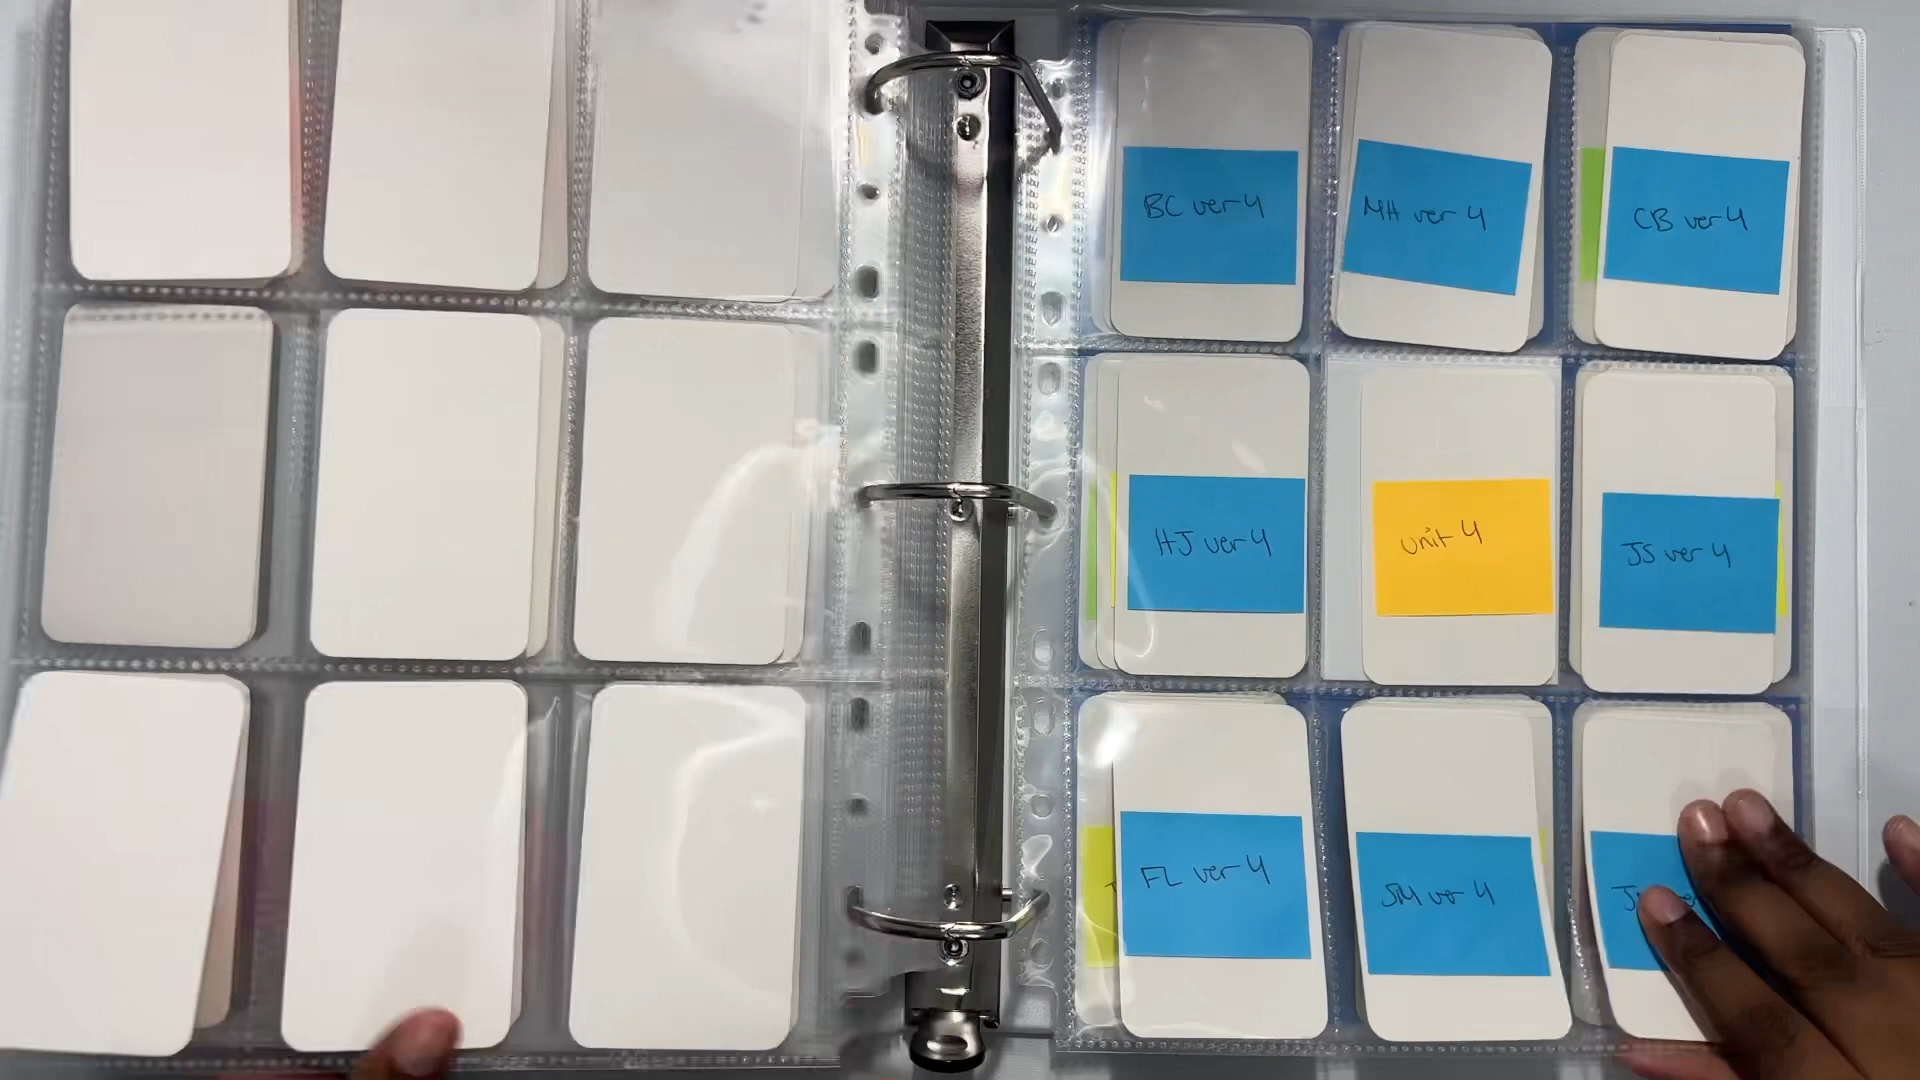 BC ver 4
MH ver 4
CB ver 4
HJ ver 4
unit 4
JS ver 4
FL ver 4
SM ver 4